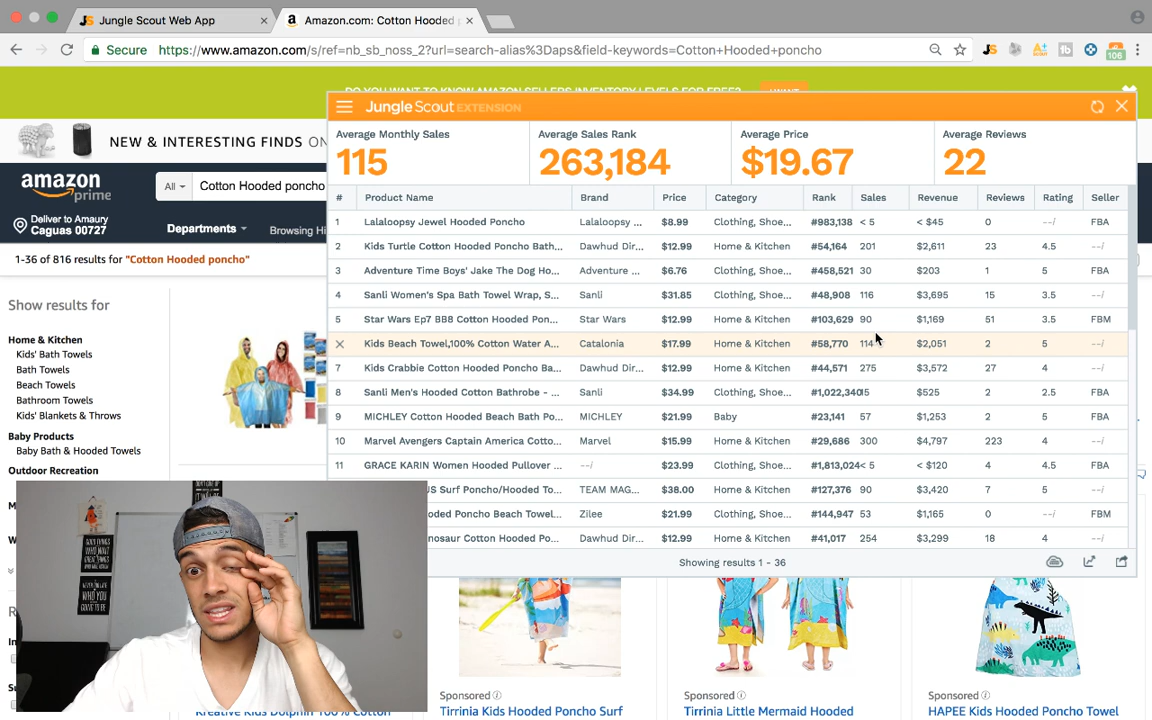 JS Jungle Scout Web App ×
a Amazon.com: Cotton Hooded ×
Secure https://www.amazon.com/s/ref=nb_sb_noss_2?url=search-alias%3Daps&field-keywords=Cotton+Hooded+poncho
JS
106
DO YOU WANT TO KNOW AMAZON SELLERS INVENTORY LEVELS FOR FREE?
NEW & INTERESTING FINDS ON
amazon prime
All
Cotton Hooded poncho
Deliver to Amaury
Caguas 00727
Departments
Browsing Hi
1-36 of 816 results for "Cotton Hooded poncho"
Show results for
Home & Kitchen
Kids' Bath Towels
Bath Towels
Beach Towels
Bathroom Towels
Kids' Blankets & Throws
Baby Products
Baby Bath & Hooded Towels
Outdoor Recreation
Jungle Scout EXTENSION
Average Monthly Sales Average Sales Rank Average Price Average Reviews
115 263,184 $19.67 22
# Product Name Brand Price Category Rank Sales Revenue Reviews Rating Seller
1 Lalaloopsy Jewel Hooded Poncho Lalaloopsy ... $8.99 Clothing, Shoe... #983,138 < 5 < $45 0 --/ FBA
2 Kids Turtle Cotton Hooded Poncho Bath... Dawhud Dir... $12.99 Home & Kitchen #54,164 201 $2,611 23 4.5 --/
3 Adventure Time Boys' Jake The Dog Ho... Adventure ... $6.76 Clothing, Shoe... #458,521 30 $203 1 5 FBA
4 Sanli Women's Spa Bath Towel Wrap, S... Sanli $31.85 Clothing, Shoe... #48,908 116 $3,695 15 3.5 FBA
5 Star Wars Ep7 BB8 Cotton Hooded Pon... Star Wars $12.99 Home & Kitchen #103,629 90 $1,169 51 3.5 FBM
× Kids Beach Towel,100% Cotton Water A... Catalonia $17.99 Home & Kitchen #58,770 114 $2,051 2 5 --/
7 Kids Crabbie Cotton Hooded Poncho Ba... Dawhud Dir... $12.99 Home & Kitchen #44,571 275 $3,572 27 4 --/
8 Sanli Men's Hooded Cotton Bathrobe - ... Sanli $34.99 Clothing, Shoe... #1,022,340 15 $525 2 2.5 FBA
9 MICHLEY Cotton Hooded Beach Bath Po... MICHLEY $21.99 Baby #23,141 57 $1,253 2 5 FBA
10 Marvel Avengers Captain America Cotto... Marvel $15.99 Home & Kitchen #29,686 300 $4,797 223 4 --/
11 GRACE KARIN Women Hooded Pullover ... --/ $23.99 Clothing, Shoe... #1,813,024 < 5 < $120 4 4.5 FBA
US Surf Poncho/Hooded To... TEAM MAG... $38.00 Clothing, Shoe... #127,376 90 $3,420 7 5 FBA
ooded Poncho Beach Towel... Zilee $21.99 Clothing, Shoe... #144,947 53 $1,165 0 --/ FBM
nosaur Cotton Hooded Poncho... Dawhud Dir... $12.99 Home & Kitchen #41,017 254 $3,299 18 4 --/
Showing results 1 - 36
Sponsored
Tirrinia Kids Hooded Poncho Surf
Sponsored
Tirrinia Little Mermaid Hooded
Sponsored
HAPEE Kids Hooded Poncho Towel